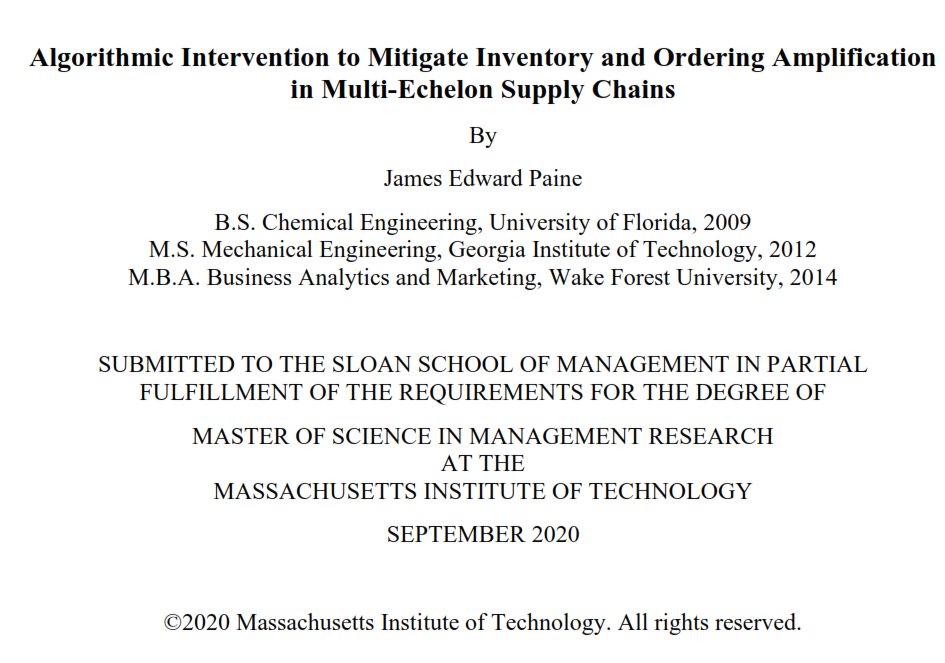 Algorithmic Intervention to Mitigate Inventory and Ordering Amplification
in Multi-Echelon Supply Chains
By
James Edward Paine
B.S. Chemical Engineering, University of Florida, 2009
M.S. Mechanical Engineering, Georgia Institute of Technology, 2012
M.B.A. Business Analytics and Marketing, Wake Forest University, 2014
SUBMITTED TO THE SLOAN SCHOOL OF MANAGEMENT IN PARTIAL
FULFILLMENT OF THE REQUIREMENTS FOR THE DEGREE OF
MASTER OF SCIENCE IN MANAGEMENT RESEARCH
AT THE
MASSACHUSETTS INSTITUTE OF TECHNOLOGY
SEPTEMBER 2020
©2020 Massachusetts Institute of Technology. All rights reserved.